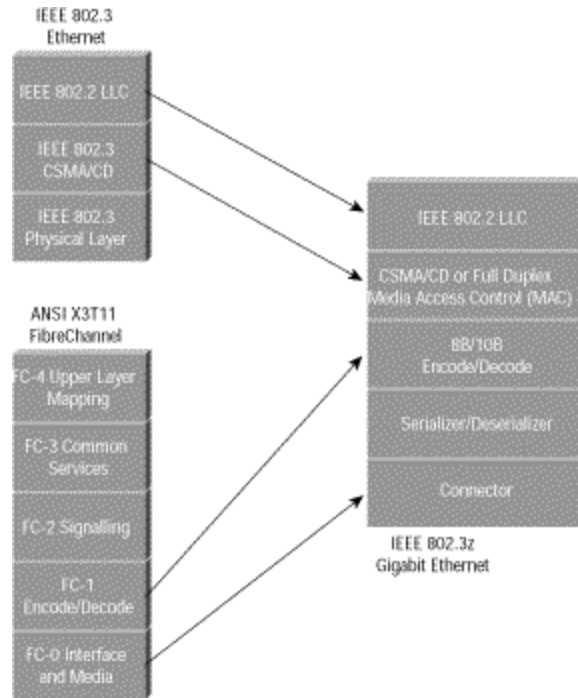 IEEE 802.3
Ethernet
IEEE 802.2 LLC
IEEE 802.3
CSMA/CD
IEEE 802.3
Physical Layer
ANSI X3T11
FibreChannel
FC-4 Upper Layer
Mapping
FC-3 Common
Services
FC-2 Signalling
FC-1
Encode/Decode
FC-0 Interface
and Media
IEEE 802.2 LLC
CSMA/CD or Full Duplex
Media Access Control (MAC)
8B/10B
Encode/Decode
Serializer/Deserializer
Connector
IEEE 802.3z
Gigabit Ethernet